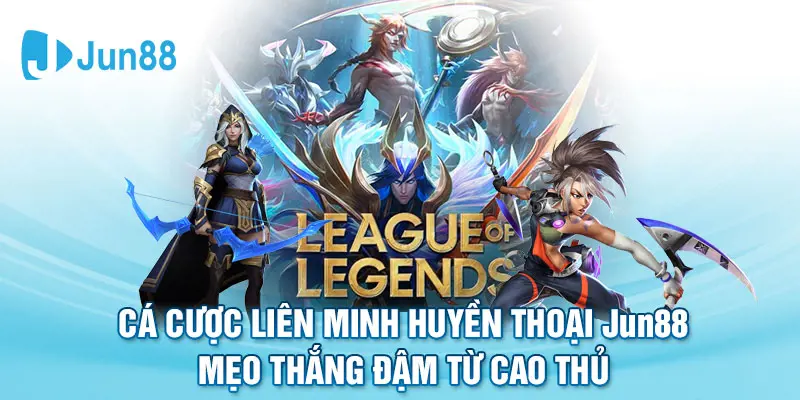 Jun88
LEAGUE OF
LEGENDS
CÁ CƯỢC LIÊN MINH HUYỀN THOẠI Jun88
MẸO THẮNG ĐẬM TỪ CAO THỦ